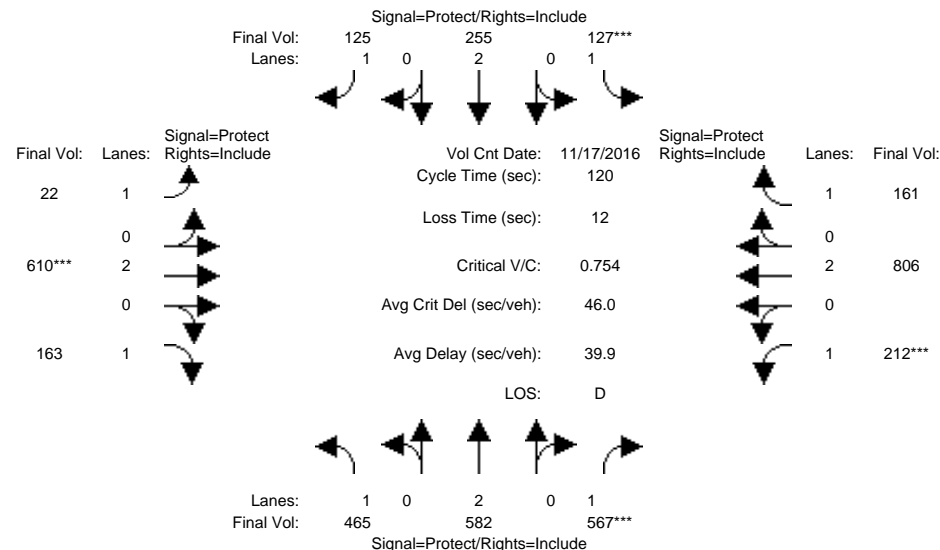 Signal=Protect/Rights=Include
Final Vol: 125 255 127***
Lanes: 1 0 2 0 1
Signal=Protect
Final Vol: Lanes: Rights=Include
Vol Cnt Date: 11/17/2016
Signal=Protect
Rights=Include Lanes: Final Vol:
Cycle Time (sec): 120
22 1
1 161
Loss Time (sec): 12
0
0
610*** 2
Critical V/C: 0.754
2 806
0
Avg Crit Del (sec/veh): 46.0
0
163 1
Avg Delay (sec/veh): 39.9
1 212***
LOS: D
Lanes: 1 0 2 0 1
Final Vol: 465 582 567***
Signal=Protect/Rights=Include